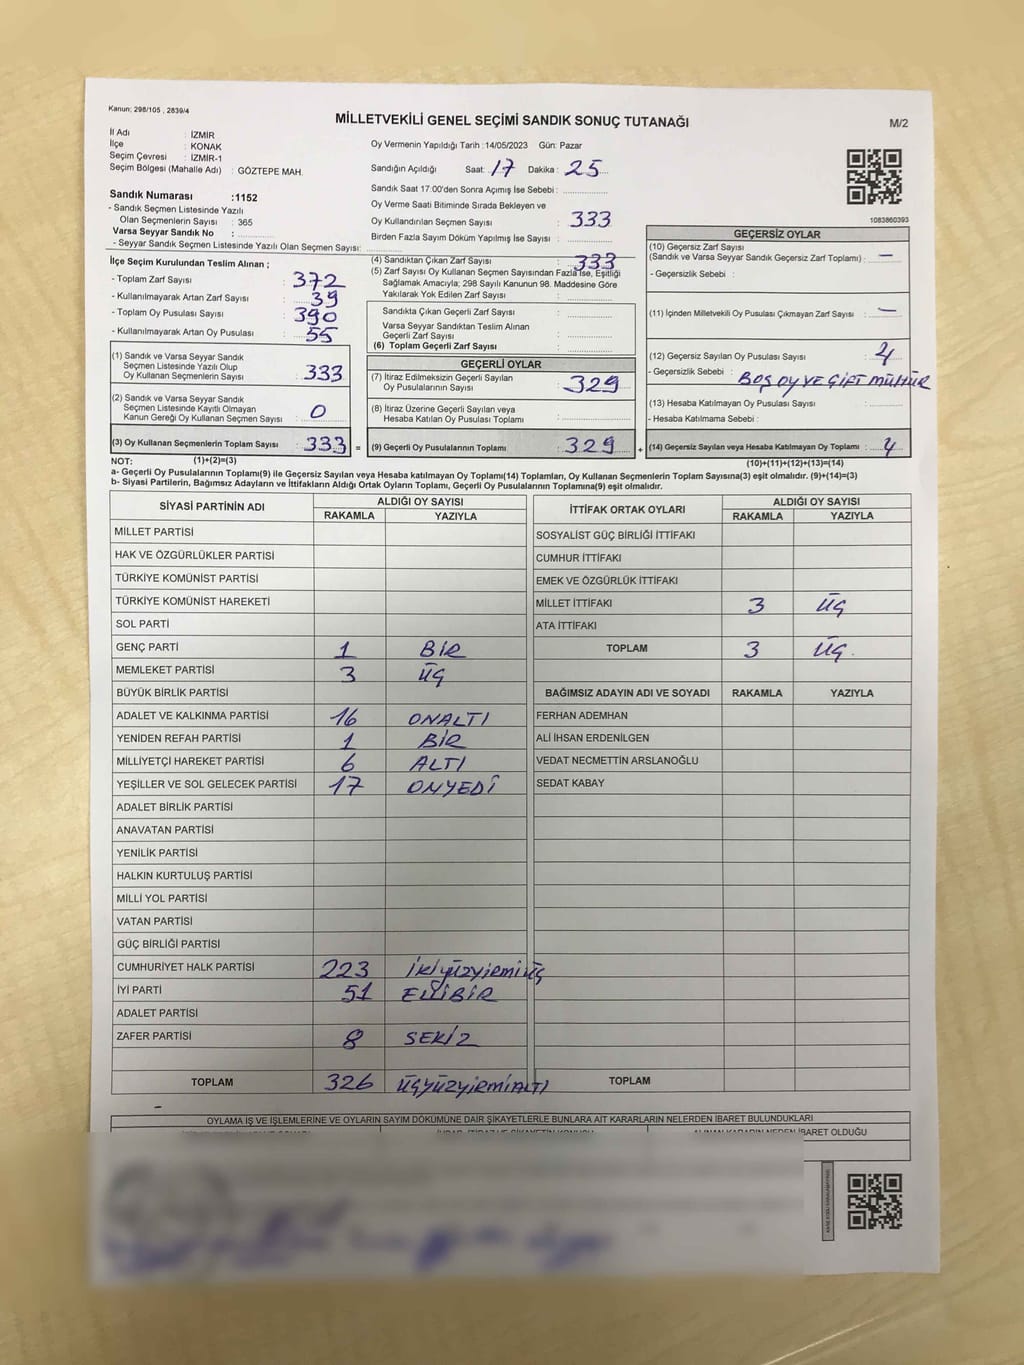 Kanun; 298/105 , 2839/4
MİLLETVEKİLİ GENEL SEÇİMİ SANDIK SONUÇ TUTANAĞI
M/2
İl Adı : İZMİR
İlçe : KONAK
Seçim Çevresi : İZMİR-1
Seçim Bölgesi (Mahalle Adı) : GÖZTEPE MAH.
Sandık Numarası :1152
- Sandık Seçmen Listesinde Yazılı
Olan Seçmenlerin Sayısı : 365
Varsa Seyyar Sandık No :
- Seyyar Sandık Seçmen Listesinde Yazılı Olan Seçmen Sayısı:
Oy Vermenin Yapıldığı Tarih :14/05/2023 Gün: Pazar
Sandığın Açıldığı Saat: 17 Dakika: 25
Sandık Saat 17:00'den Sonra Açımış İse Sebebi :
Oy Verme Saati Bitiminde Sırada Bekleyen ve
Oy Kullandırılan Seçmen Sayısı : 333
Birden Fazla Sayım Döküm Yapılmış İse Sayısı :
1083860393
İlçe Seçim Kurulundan Teslim Alınan ;
- Toplam Zarf Sayısı : 372
- Kullanılmayarak Artan Zarf Sayısı : 39
- Toplam Oy Pusulası Sayısı : 390
- Kullanılmayarak Artan Oy Pusulası : 55
(1) Sandık ve Varsa Seyyar Sandık
Seçmen Listesinde Yazılı Olup
Oy Kullanan Seçmenlerin Sayısı : 333
(2) Sandık ve Varsa Seyyar Sandık
Seçmen Listesinde Kayıtlı Olmayan
Kanun Gereği Oy Kullanan Seçmen Sayısı : 0
(3) Oy Kullanan Seçmenlerin Toplam Sayısı : 333 =
(4) Sandıktan Çıkan Zarf Sayısı : 333
(5) Zarf Sayısı Oy Kullanan Seçmen Sayısından Fazla İse, Eşitliği
Sağlamak Amacıyla; 298 Sayılı Kanunun 98. Maddesine Göre
Yakılarak Yok Edilen Zarf Sayısı :
Sandıkta Çıkan Geçerli Zarf Sayısı :
Varsa Seyyar Sandıktan Teslim Alınan
Geçerli Zarf Sayısı :
(6) Toplam Geçerli Zarf Sayısı :
GEÇERLİ OYLAR
(7) İtiraz Edilmeksizin Geçerli Sayılan
Oy Pusulalarının Sayısı : 329
(8) İtiraz Üzerine Geçerli Sayılan veya
Hesaba Katılan Oy Pusulası Toplamı :
(9) Geçerli Oy Pusulalarının Toplamı : 329 +
GEÇERSİZ OYLAR
(10) Geçersiz Zarf Sayısı
(Sandık ve Varsa Seyyar Sandık Geçersiz Zarf Toplamı) : —
- Geçersizlik Sebebi :
(11) İçinden Milletvekili Oy Pusulası Çıkmayan Zarf Sayısı : —
(12) Geçersiz Sayılan Oy Pusulası Sayısı : 4
- Geçersizlik Sebebi : BOŞ OY VE ÇİFT MÜHÜR
(13) Hesaba Katılmayan Oy Pusulası Sayısı :
- Hesaba Katılmama Sebebi :
(14) Geçersiz Sayılan veya Hesaba Katılmayan Oy Toplamı : 4
NOT: (1)+(2)=(3)
(10)+(11)+(12)+(13)=(14)
a- Geçerli Oy Pusulalarının Toplamı(9) ile Geçersiz Sayılan veya Hesaba katılmayan Oy Toplamı(14) Toplamları, Oy Kullanan Seçmenlerin Toplam Sayısına(3) eşit olmalıdır. (9)+(14)=(3)
b- Siyasi Partilerin, Bağımsız Adayların ve İttifakların Aldığı Ortak Oyların Toplamı, Geçerli Oy Pusulalarının Toplamına(9) eşit olmalıdır.
SİYASİ PARTİNİN ADI
ALDIĞI OY SAYISI
RAKAMLA YAZIYLA
MİLLET PARTİSİ
HAK VE ÖZGÜRLÜKLER PARTİSİ
TÜRKİYE KOMÜNİST PARTİSİ
TÜRKİYE KOMÜNİST HAREKETİ
SOL PARTİ
GENÇ PARTİ 1 BİR
MEMLEKET PARTİSİ 3 ÜÇ
BÜYÜK BİRLİK PARTİSİ
ADALET VE KALKINMA PARTİSİ 16 ONALTI
YENİDEN REFAH PARTİSİ 1 BİR
MİLLİYETÇİ HAREKET PARTİSİ 6 ALTI
YEŞİLLER VE SOL GELECEK PARTİSİ 17 ONYEDİ
ADALET BİRLİK PARTİSİ
ANAVATAN PARTİSİ
YENİLİK PARTİSİ
HALKIN KURTULUŞ PARTİSİ
MİLLİ YOL PARTİSİ
VATAN PARTİSİ
GÜÇ BİRLİĞİ PARTİSİ
CUMHURİYET HALK PARTİSİ 223 İkİyüzyİrmİüç
İYİ PARTİ 51 ELLİBİR
ADALET PARTİSİ
ZAFER PARTİSİ 8 SEKİZ
TOPLAM 326 ÜÇYÜZYİRMİALTI
İTTİFAK ORTAK OYLARI
ALDIĞI OY SAYISI
RAKAMLA YAZIYLA
SOSYALİST GÜÇ BİRLİĞİ İTTİFAKI
CUMHUR İTTİFAKI
EMEK VE ÖZGÜRLÜK İTTİFAKI
MİLLET İTTİFAKI 3 ÜÇ
ATA İTTİFAKI
TOPLAM 3 ÜÇ.
BAĞIMSIZ ADAYIN ADI VE SOYADI RAKAMLA YAZIYLA
FERHAN ADEMHAN
ALİ İHSAN ERDENİLGEN
VEDAT NECMETTİN ARSLANOĞLU
SEDAT KABAY
TOPLAM
OYLAMA İŞ VE İŞLEMLERİNE VE OYLARIN SAYIM DÖKÜMÜNE DAİR ŞİKAYETLERLE BUNLARA AİT KARARLARIN NELERDEN İBARET BULUNDUKLARI
İHBAR, İTİRAZ VE ŞİKAYETİN KONUSU
ALINAN KARARIN NEDEN İBARET OLDUĞU